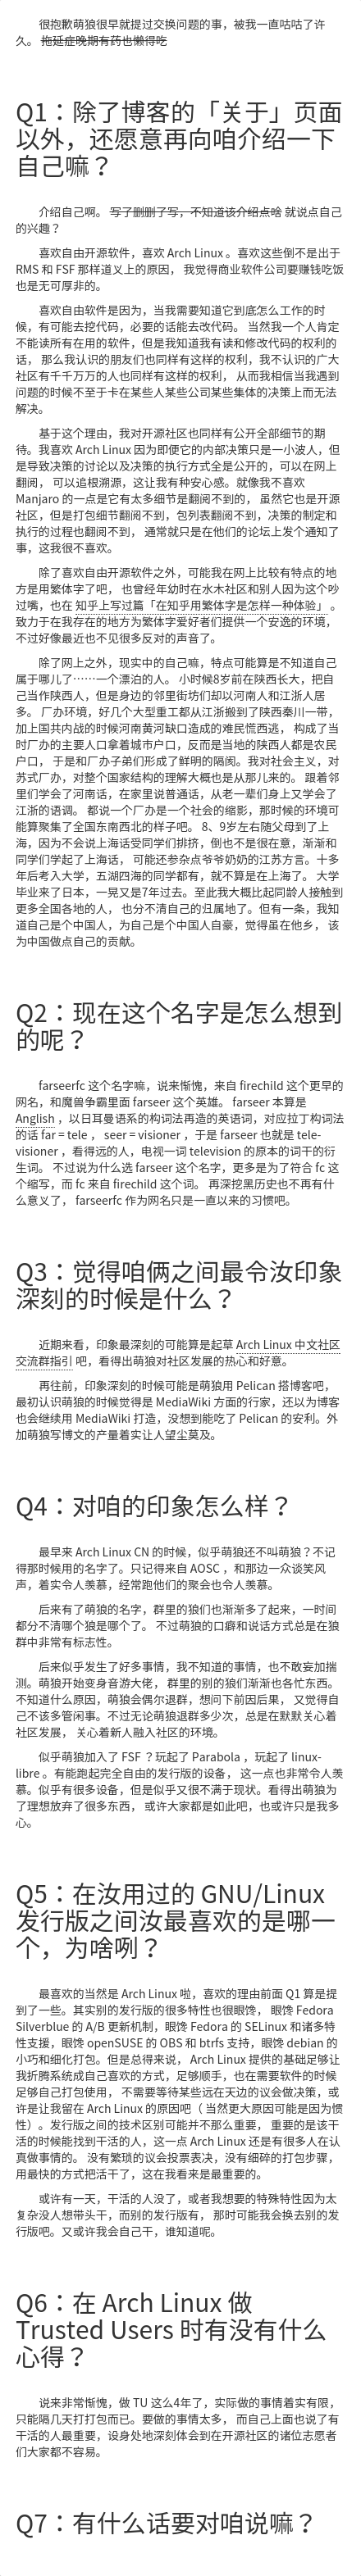 很抱歉萌狼很早就提过交换问题的事，被我一直咕咕了许
久。 拖延症晚期有药也懒得吃
Q1：除了博客的「关于」页面
以外，还愿意再向咱介绍一下
自己嘛？
介绍自己啊。 写了删删了写，不知道该介绍点啥 就说点自己
的兴趣？
喜欢自由开源软件，喜欢 Arch Linux 。喜欢这些倒不是出于
RMS 和 FSF 那样道义上的原因， 我觉得商业软件公司要赚钱吃饭
也是无可厚非的。
喜欢自由软件是因为，当我需要知道它到底怎么工作的时
候，有可能去挖代码，必要的话能去改代码。 当然我一个人肯定
不能读所有在用的软件，但是我知道我有读和修改代码的权利的
话， 那么我认识的朋友们也同样有这样的权利，我不认识的广大
社区有千千万万的人也同样有这样的权利， 从而我相信当我遇到
问题的时候不至于卡在某些人某些公司某些集体的决策上而无法
解决。
基于这个理由，我对开源社区也同样有公开全部细节的期
待。我喜欢 Arch Linux 因为即便它的内部决策只是一小波人，但
是导致决策的讨论以及决策的执行方式全是公开的，可以在网上
翻阅， 可以追根溯源，这让我有种安心感。就像我不喜欢
Manjaro 的一点是它有太多细节是翻阅不到的， 虽然它也是开源
社区，但是打包细节翻阅不到，包列表翻阅不到，决策的制定和
执行的过程也翻阅不到， 通常就只是在他们的论坛上发个通知了
事，这我很不喜欢。
除了喜欢自由开源软件之外，可能我在网上比较有特点的地
方是用繁体字了吧， 也曾经年幼时在水木社区和别人因为这个吵
过嘴，也在 知乎上写过篇「在知乎用繁体字是怎样一种体验」 。
致力于在我存在的地方为繁体字爱好者们提供一个安逸的环境，
不过好像最近也不见很多反对的声音了。
除了网上之外，现实中的自己嘛，特点可能算是不知道自己
属于哪儿了……一个漂泊的人。 小时候8岁前在陕西长大，把自
己当作陕西人，但是身边的邻里街坊们却以河南人和江浙人居
多。 厂办环境，好几个大型重工都从江浙搬到了陕西秦川一带，
加上国共内战的时候河南黄河缺口造成的难民慌西逃， 构成了当
时厂办的主要人口拿着城市户口，反而是当地的陕西人都是农民
户口， 于是和厂办子弟们形成了鲜明的隔阂。我对社会主义，对
苏式厂办，对整个国家结构的理解大概也是从那儿来的。 跟着邻
里们学会了河南话，在家里说普通话，从老一辈们身上又学会了
江浙的语调。 都说一个厂办是一个社会的缩影，那时候的环境可
能算聚集了全国东南西北的样子吧。 8、9岁左右随父母到了上
海，因为不会说上海话受同学们排挤，倒也不是很在意，渐渐和
同学们学起了上海话， 可能还参杂点爷爷奶奶的江苏方言。十多
年后考入大学，五湖四海的同学都有，就不算是在上海了。 大学
毕业来了日本，一晃又是7年过去。至此我大概比起同龄人接触到
更多全国各地的人， 也分不清自己的归属地了。但有一条，我知
道自己是个中国人，为自己是个中国人自豪，觉得虽在他乡， 该
为中国做点自己的贡献。
Q2：现在这个名字是怎么想到
的呢？
farseerfc 这个名字嘛，说来惭愧，来自 firechild 这个更早的
网名，和魔兽争霸里面 farseer 这个英雄。 farseer 本算是
Anglish ，以日耳曼语系的构词法再造的英语词，对应拉丁构词法
的话 far = tele ， seer = visioner ，于是 farseer 也就是 tele-
visioner ，看得远的人，电视一词 television 的原本的词干的衍
生词。 不过说为什么选 farseer 这个名字，更多是为了符合 fc 这
个缩写，而 fc 来自 firechild 这个词。 再深挖黑历史也不再有什
么意义了， farseerfc 作为网名只是一直以来的习惯吧。
Q3：觉得咱俩之间最令汝印象
深刻的时候是什么？
近期来看，印象最深刻的可能算是起草 Arch Linux 中文社区
交流群指引 吧，看得出萌狼对社区发展的热心和好意。
再往前，印象深刻的时候可能是萌狼用 Pelican 搭博客吧，
最初认识萌狼的时候觉得是 MediaWiki 方面的行家，还以为博客
也会继续用 MediaWiki 打造，没想到能吃了 Pelican 的安利。外
加萌狼写博文的产量着实让人望尘莫及。
Q4：对咱的印象怎么样？
最早来 Arch Linux CN 的时候，似乎萌狼还不叫萌狼？不记
得那时候用的名字了。只记得来自 AOSC ，和那边一众谈笑风
声，着实令人羡慕，经常跑他们的聚会也令人羡慕。
后来有了萌狼的名字，群里的狼们也渐渐多了起来，一时间
都分不清哪个狼是哪个了。 不过萌狼的口癖和说话方式总是在狼
群中非常有标志性。
后来似乎发生了好多事情，我不知道的事情，也不敢妄加揣
测。萌狼开始变身音游大佬， 群里的别的狼们渐渐也各忙东西。
不知道什么原因，萌狼会偶尔退群，想问下前因后果， 又觉得自
己不该多管闲事。不过无论萌狼退群多少次，总是在默默关心着
社区发展， 关心着新人融入社区的环境。
似乎萌狼加入了 FSF ？玩起了 Parabola ，玩起了 linux-
libre 。有能跑起完全自由的发行版的设备， 这一点也非常令人羡
慕。似乎有很多设备，但是似乎又很不满于现状。看得出萌狼为
了理想放弃了很多东西， 或许大家都是如此吧，也或许只是我多
心。
Q5：在汝用过的 GNU/Linux
发行版之间汝最喜欢的是哪一
个，为啥咧？
最喜欢的当然是 Arch Linux 啦，喜欢的理由前面 Q1 算是提
到了一些。其实别的发行版的很多特性也很眼馋， 眼馋 Fedora
Silverblue 的 A/B 更新机制，眼馋 Fedora 的 SELinux 和诸多特
性支援，眼馋 openSUSE 的 OBS 和 btrfs 支持，眼馋 debian 的
小巧和细化打包。但是总得来说， Arch Linux 提供的基础足够让
我折腾系统成自己喜欢的方式，足够顺手，也在需要软件的时候
足够自己打包使用， 不需要等待某些远在天边的议会做决策，或
许是让我留在 Arch Linux 的原因吧（ 当然更大原因可能是因为惯
性）。发行版之间的技术区别可能并不那么重要， 重要的是该干
活的时候能找到干活的人，这一点 Arch Linux 还是有很多人在认
真做事情的。 没有繁琐的议会投票表决，没有细碎的打包步骤，
用最快的方式把活干了，这在我看来是最重要的。
或许有一天，干活的人没了，或者我想要的特殊特性因为太
复杂没人想带头干，而别的发行版有， 那时可能我会换去别的发
行版吧。又或许我会自己干，谁知道呢。
Q6：在 Arch Linux 做
Trusted Users 时有没有什么
心得？
说来非常惭愧，做 TU 这么4年了，实际做的事情着实有限，
只能隔几天打打包而已。要做的事情太多， 而自己上面也说了有
干活的人最重要，设身处地深刻体会到在开源社区的诸位志愿者
们大家都不容易。
Q7：有什么话要对咱说嘛？